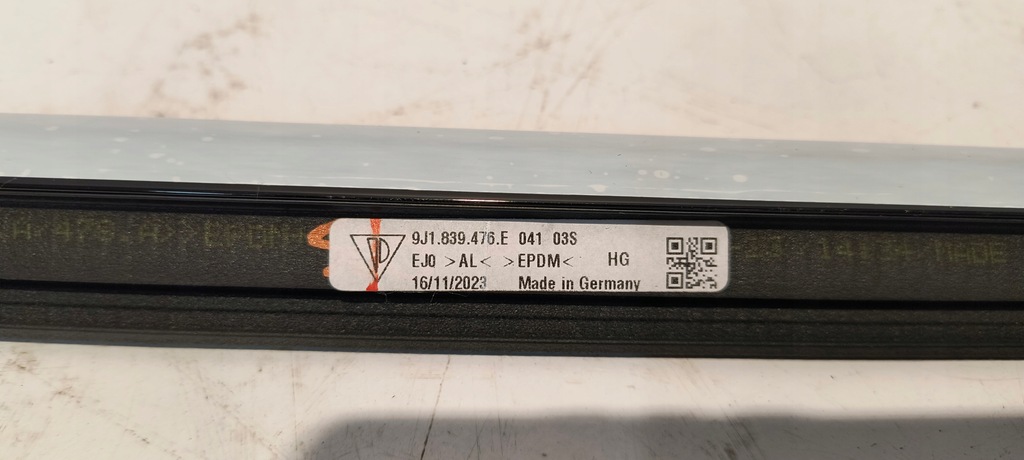 9J1.839.476.E 041 03S
EJ0 >AL< >EPDM< HG
16/11/2023 Made in Germany